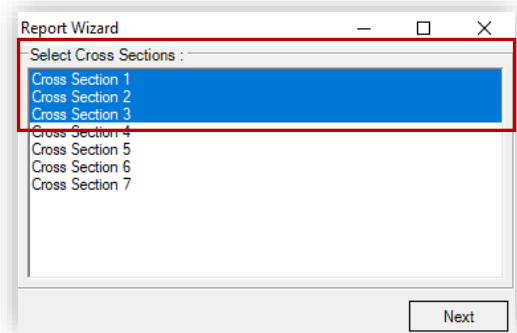 Report Wizard
Select Cross Sections :
Cross Section 1
Cross Section 2
Cross Section 3
Cross Section 4
Cross Section 5
Cross Section 6
Cross Section 7
Next